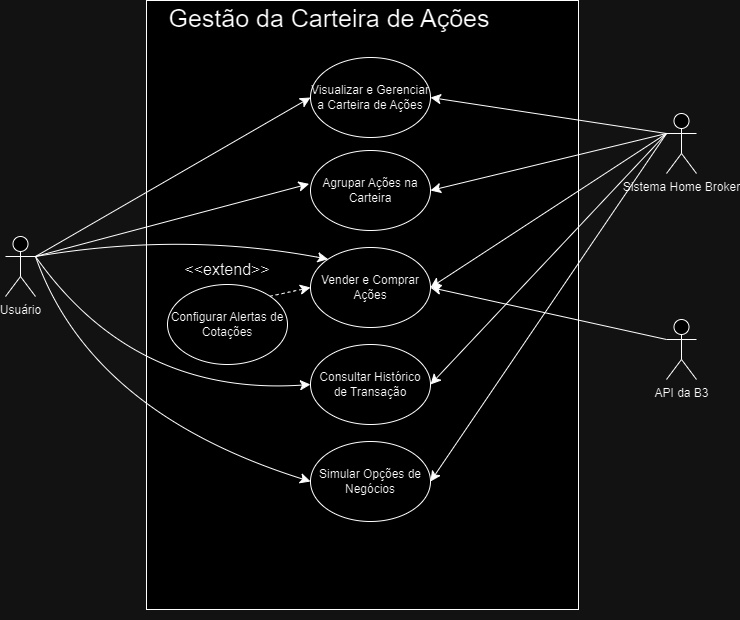 Gestão da Carteira de Ações
Visualizar e Gerenciar
a Carteira de Ações
Agrupar Ações na
Carteira
Sistema Home Broker
Vender e Comprar
Ações
<<extend>>
Configurar Alertas de
Cotações
Usuário
Consultar Histórico
de Transação
API da B3
Simular Opções de
Negócios